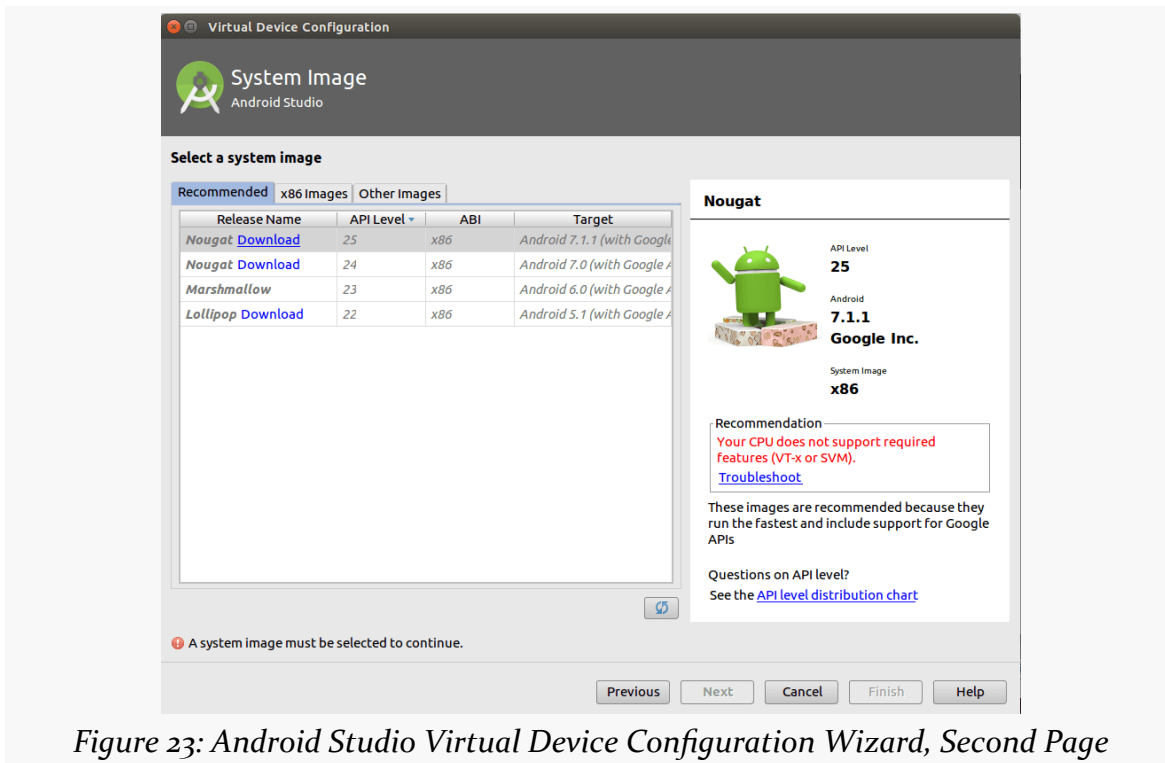 Virtual Device Configuration
System Image
Android Studio
Select a system image
Recommended x86 Images Other Images
Release Name API Level ABI Target
Nougat Download 25 x86 Android 7.1.1 (with Google
Nougat Download 24 x86 Android 7.0 (with Google A
Marshmallow 23 x86 Android 6.0 (with Google A
Lollipop Download 22 x86 Android 5.1 (with Google A
Nougat
API Level
25
Android
7.1.1
Google Inc.
System Image
x86
Recommendation
Your CPU does not support required
features (VT-x or SVM).
Troubleshoot
These images are recommended because they
run the fastest and include support for Google
APIs
Questions on API level?
See the API level distribution chart
A system image must be selected to continue.
Previous Next Cancel Finish Help
Figure 23: Android Studio Virtual Device Configuration Wizard, Second Page